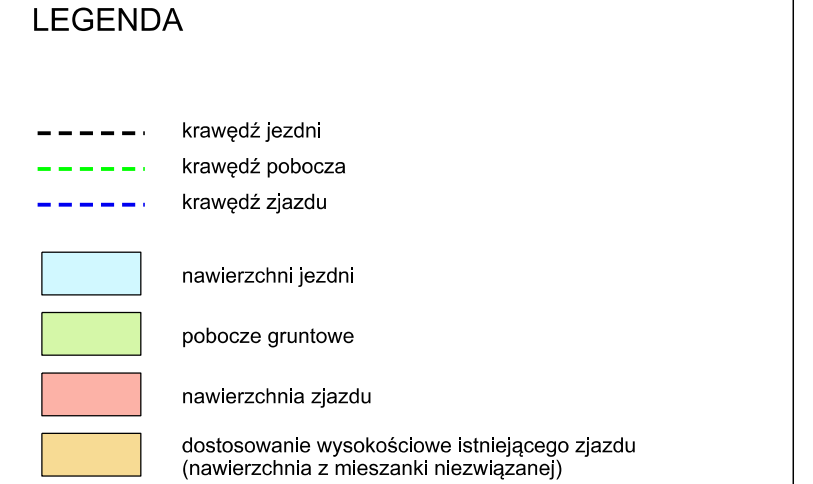 LEGENDA
krawędź jezdni
krawędź pobocza
krawędź zjazdu
nawierzchni jezdni
pobocze gruntowe
nawierzchnia zjazdu
dostosowanie wysokościowe istniejącego zjazdu
(nawierzchnia z mieszanki niezwiązanej)